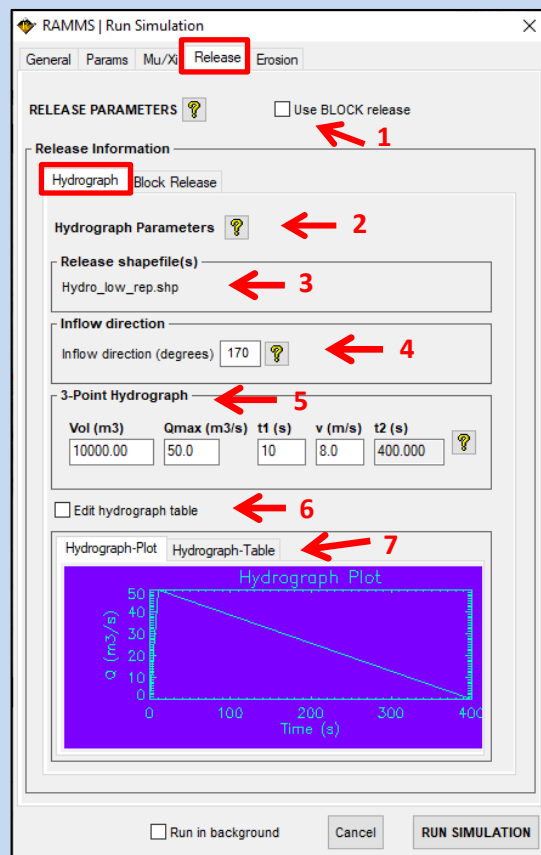 RAMMS | Run Simulation
General Params Mu/Xi Release Erosion
RELEASE PARAMETERS ? Use BLOCK release
1
Release Information
Hydrograph Block Release
Hydrograph Parameters ? 2
Release shapefile(s)
Hydro_low_rep.shp 3
Inflow direction
Inflow direction (degrees) 170 ? 4
3-Point Hydrograph 5
Vol (m3) Qmax (m3/s) t1 (s) v (m/s) t2 (s)
10000.00 50.0 10 8.0 400.000 ?
Edit hydrograph table 6
Hydrograph-Plot Hydrograph-Table 7
Hydrograph Plot
50
40
30
20
10
0
Q (m3/s)
0 100 200 300 400
Time (s)
Run in background Cancel RUN SIMULATION